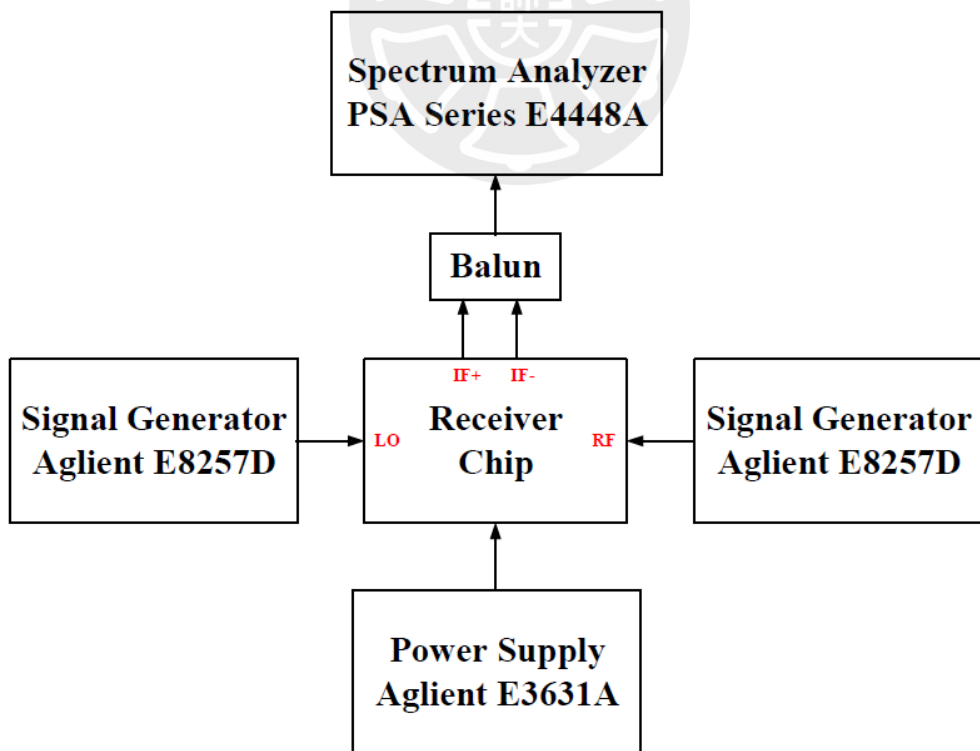 Spectrum Analyzer
PSA Series E4448A
Balun
IF+ IF-
Signal Generator
Aglient E8257D
LO
Receiver
Chip
RF
Signal Generator
Aglient E8257D
Power Supply
Aglient E3631A